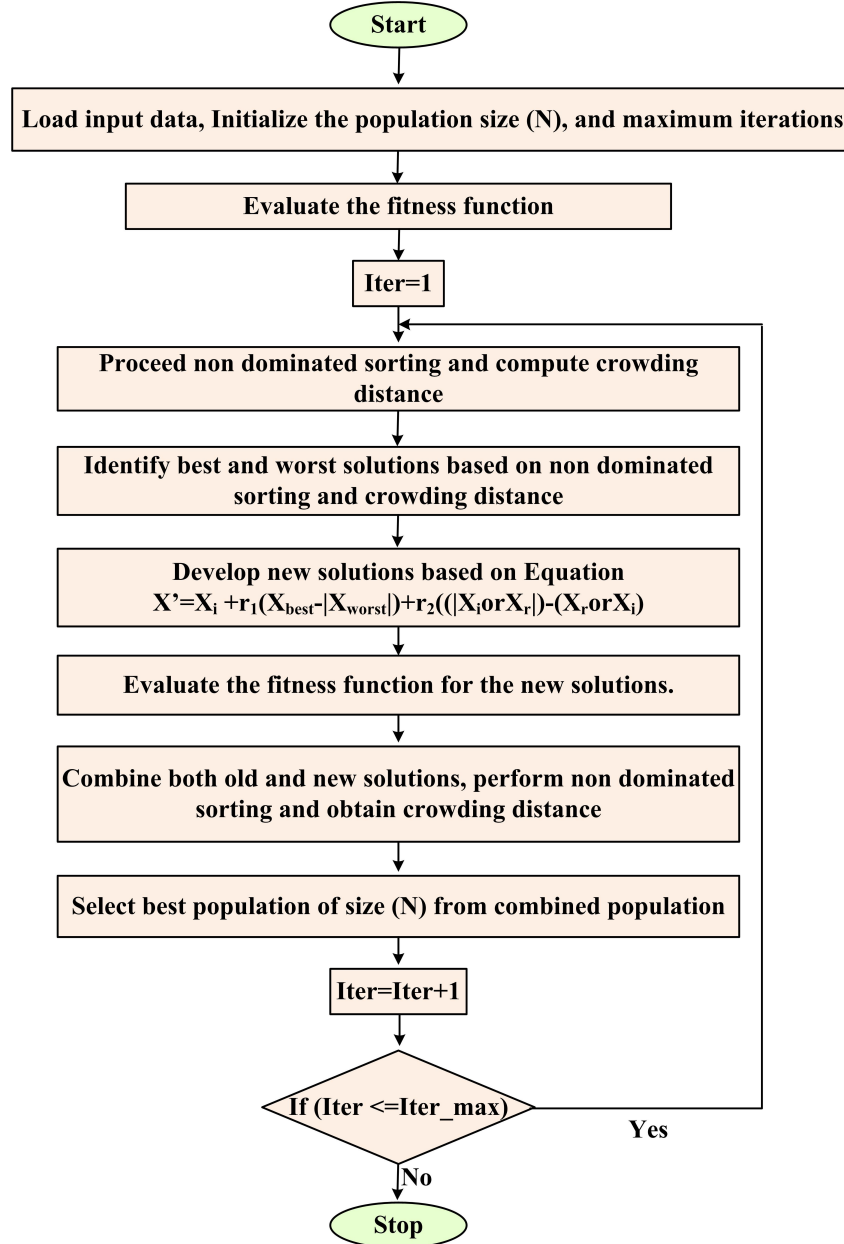 Start
Load input data, Initialize the population size (N), and maximum iterations
Evaluate the fitness function
Iter=1
Proceed non dominated sorting and compute crowding
distance
Identify best and worst solutions based on non dominated
sorting and crowding distance
Develop new solutions based on Equation
X’=Xᵢ +r₁(X_best-|X_worst|)+r₂((|XᵢorXᵣ|)-(XᵣorXᵢ)
Evaluate the fitness function for the new solutions.
Combine both old and new solutions, perform non dominated
sorting and obtain crowding distance
Select best population of size (N) from combined population
Iter=Iter+1
If (Iter <=Iter_max)
Yes
No
Stop